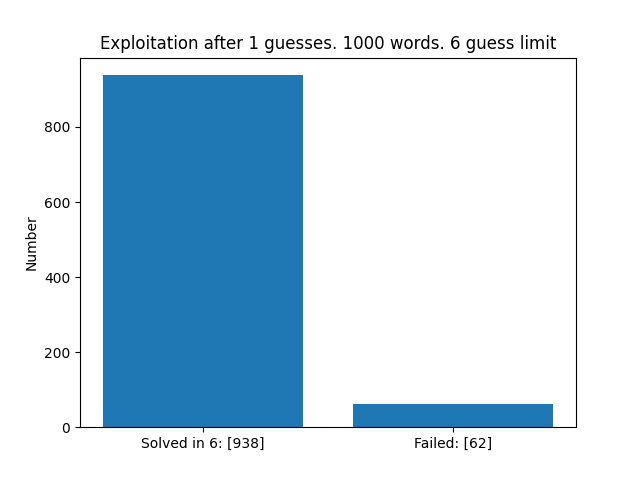 Exploitation after 1 guesses. 1000 words. 6 guess limit
Number
800
600
400
200
0
Solved in 6: [938]
Failed: [62]